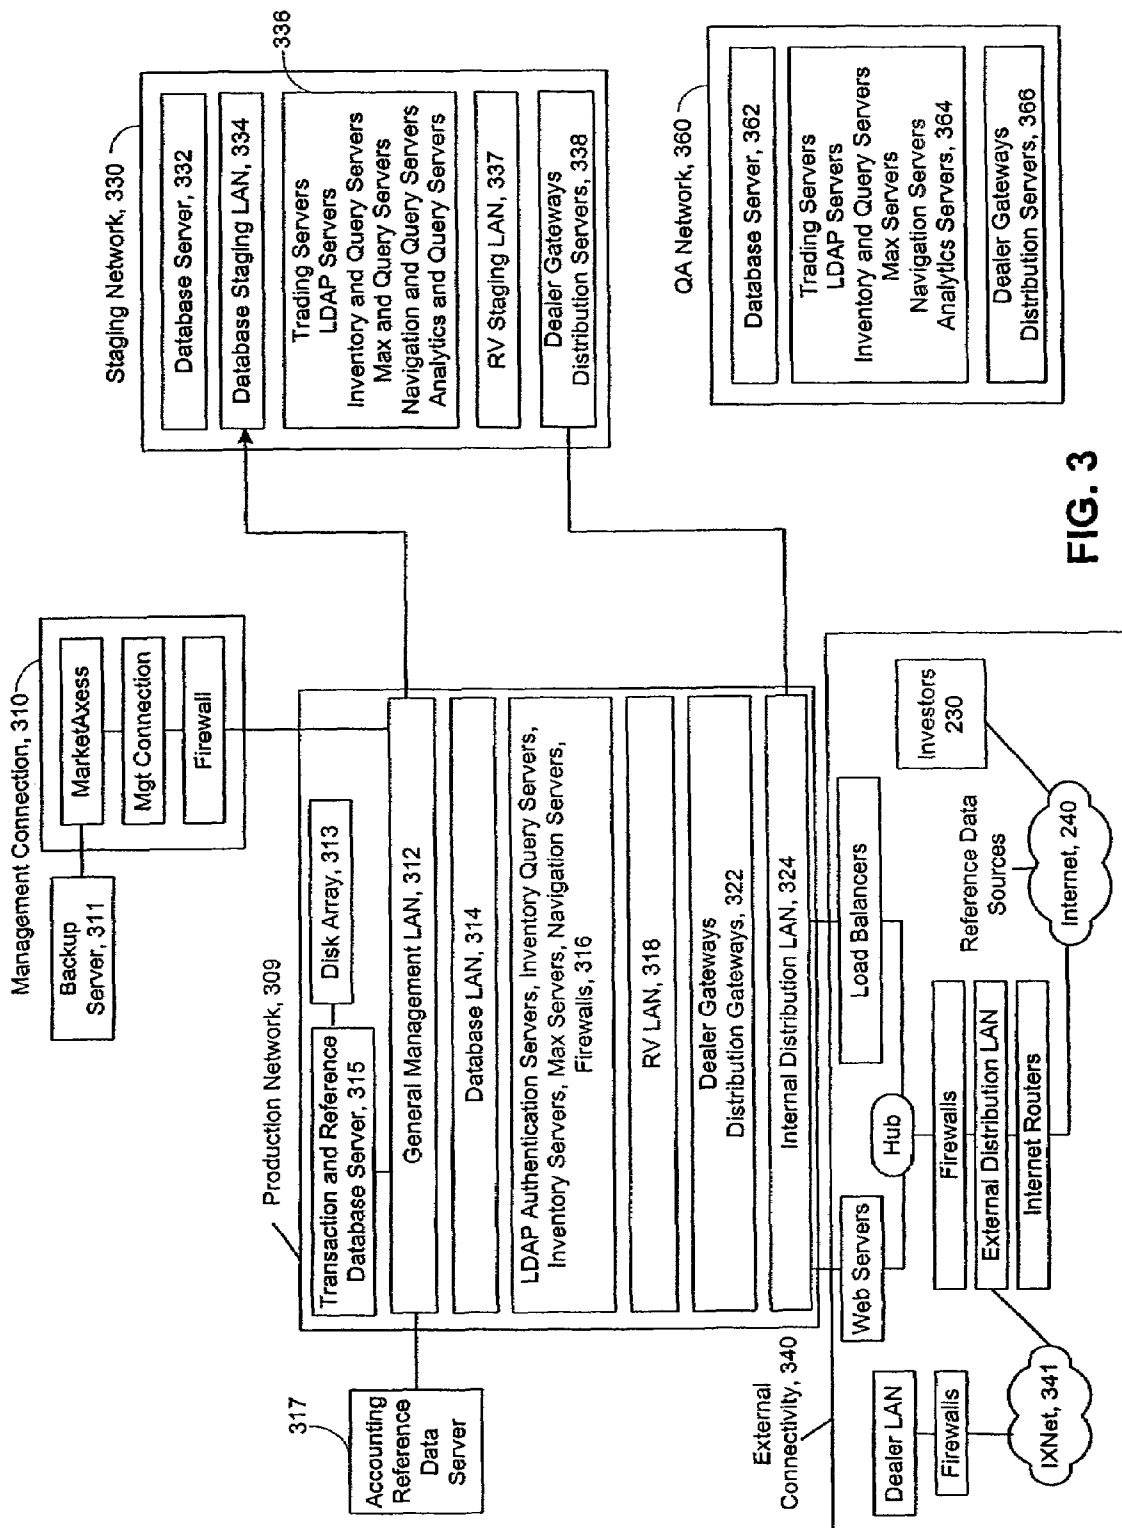 Management Connection, 310
Backup
Server, 311
MarketAxess
Mgt Connection
Firewall
Staging Network, 330
Database Server, 332
Database Staging LAN, 334
336
Trading Servers
LDAP Servers
Inventory and Query Servers
Max and Query Servers
Navigation and Query Servers
Analytics and Query Servers
RV Staging LAN, 337
Dealer Gateways
Distribution Servers, 338
Production Network, 309
Transaction and Reference
Database Server, 315
Disk Array, 313
317
Accounting
Reference
Data
Server
General Management LAN, 312
Database LAN, 314
LDAP Authentication Servers, Inventory Query Servers,
Inventory Servers, Max Servers, Navigation Servers,
Firewalls, 316
RV LAN, 318
Dealer Gateways
Distribution Gateways, 322
Internal Distribution LAN, 324
QA Network, 360
Database Server, 362
Trading Servers
LDAP Servers
Inventory and Query Servers
Max Servers
Navigation Servers
Analytics Servers, 364
Dealer Gateways
Distribution Servers, 366
External
Connectivity, 340
Web Servers
Load Balancers
Hub
Dealer LAN
Firewalls
IXNet, 341
Firewalls
External Distribution LAN
Internet Routers
Reference Data
Sources
Investors
230
Internet, 240
FIG. 3